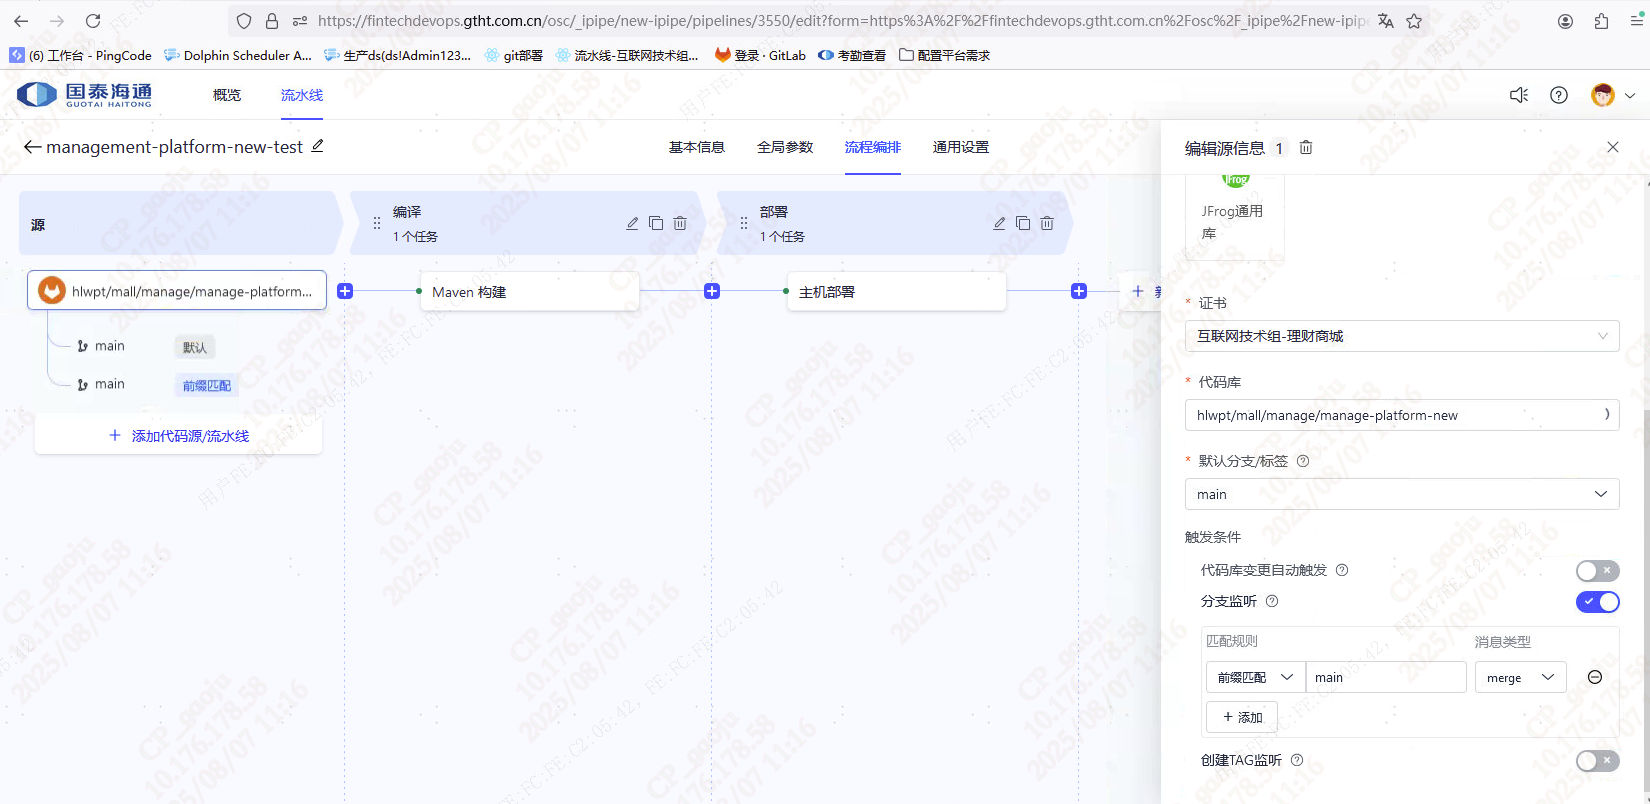 https://fintechdevops.gtht.com.cn/osc/_ipipe/new-ipipe/pipelines/3550/edit?form=https%3A%2F%2Ffintechdevops.gtht.com.cn%2Fosc%2F_ipipe%2Fnew-ipip
(6) 工作台 - PingCode
Dolphin Scheduler A...
生产ds(ds!Admin123...
git部署
流水线-互联网技术组...
登录 · GitLab
考勤查看
配置平台需求
国泰海通
GUOTAI HAITONG
概览
流水线
management-platform-new-test
基本信息
全局参数
流程编排
通用设置
源
编译
1 个任务
部署
1 个任务
hlwpt/mall/manage/manage-platform...
Maven 构建
主机部署
main
默认
main
前缀匹配
添加代码源/流水线
编辑源信息 1
JFrog
JFrog通用
库
* 证书
互联网技术组-理财商城
* 代码库
hlwpt/mall/manage/manage-platform-new
* 默认分支/标签
main
触发条件
代码库变更自动触发
分支监听
匹配规则
消息类型
前缀匹配
main
merge
+ 添加
创建TAG监听
CP_gaoju
10.176.178.58
2025/08/07 11:16